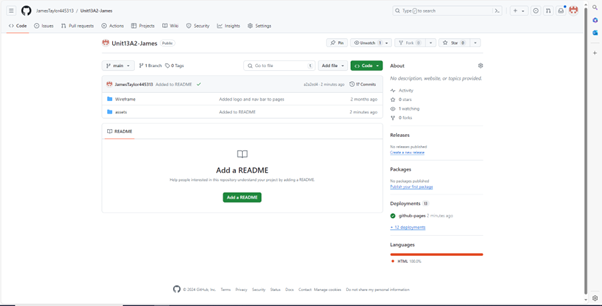 JamesTaylor445313 / Unit13A2-James
Type / to search
Code Issues Pull requests Actions Projects Wiki Security Insights Settings
Unit13A2-James Public
Pin Unwatch 1 Fork 0 Star 0
main 1 Branch 0 Tags Go to file t Add file Code
JamesTaylor445313 Added to README 2 minutes ago 17 Commits
Wireframe Added logo and nav bar to pages 2 months ago
assets Added to README 2 minutes ago
README
Add a README
Help people interested in this repository understand your project by adding a README.
Add a README
About
No description, website, or topics provided.
Activity
0 stars
1 watching
0 forks
Releases
No releases published
Create a new release
Packages
No packages published
Publish your first package
Deployments 13
github-pages 2 minutes ago
+ 12 deployments
Languages
HTML 100.0%
© 2024 GitHub, Inc. Terms Privacy Security Status Docs Contact Manage cookies Do not share my personal information